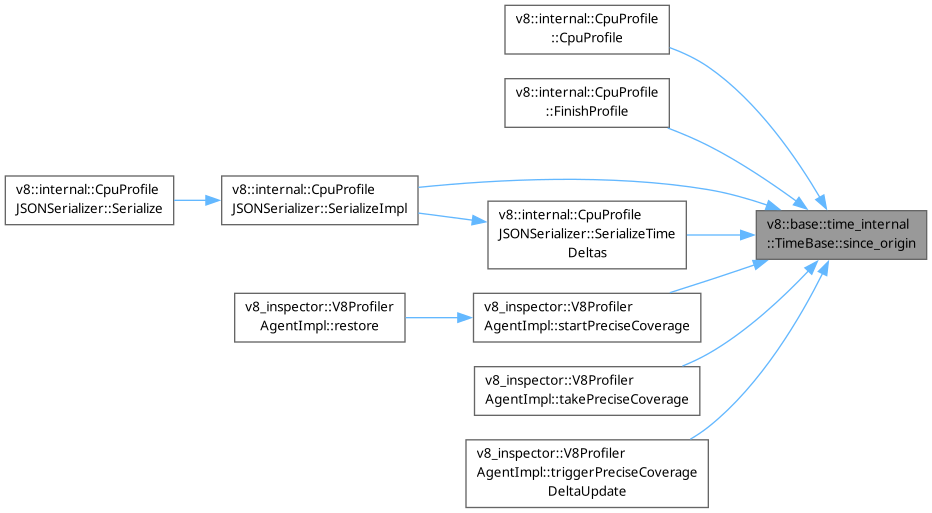 v8::internal::CpuProfile
::CpuProfile
v8::internal::CpuProfile
::FinishProfile
v8::internal::CpuProfile
JSONSerializer::Serialize
v8::internal::CpuProfile
JSONSerializer::SerializeImpl
v8::internal::CpuProfile
JSONSerializer::SerializeTime
Deltas
v8::base::time_internal
::TimeBase::since_origin
v8_inspector::V8Profiler
AgentImpl::restore
v8_inspector::V8Profiler
AgentImpl::startPreciseCoverage
v8_inspector::V8Profiler
AgentImpl::takePreciseCoverage
v8_inspector::V8Profiler
AgentImpl::triggerPreciseCoverage
DeltaUpdate